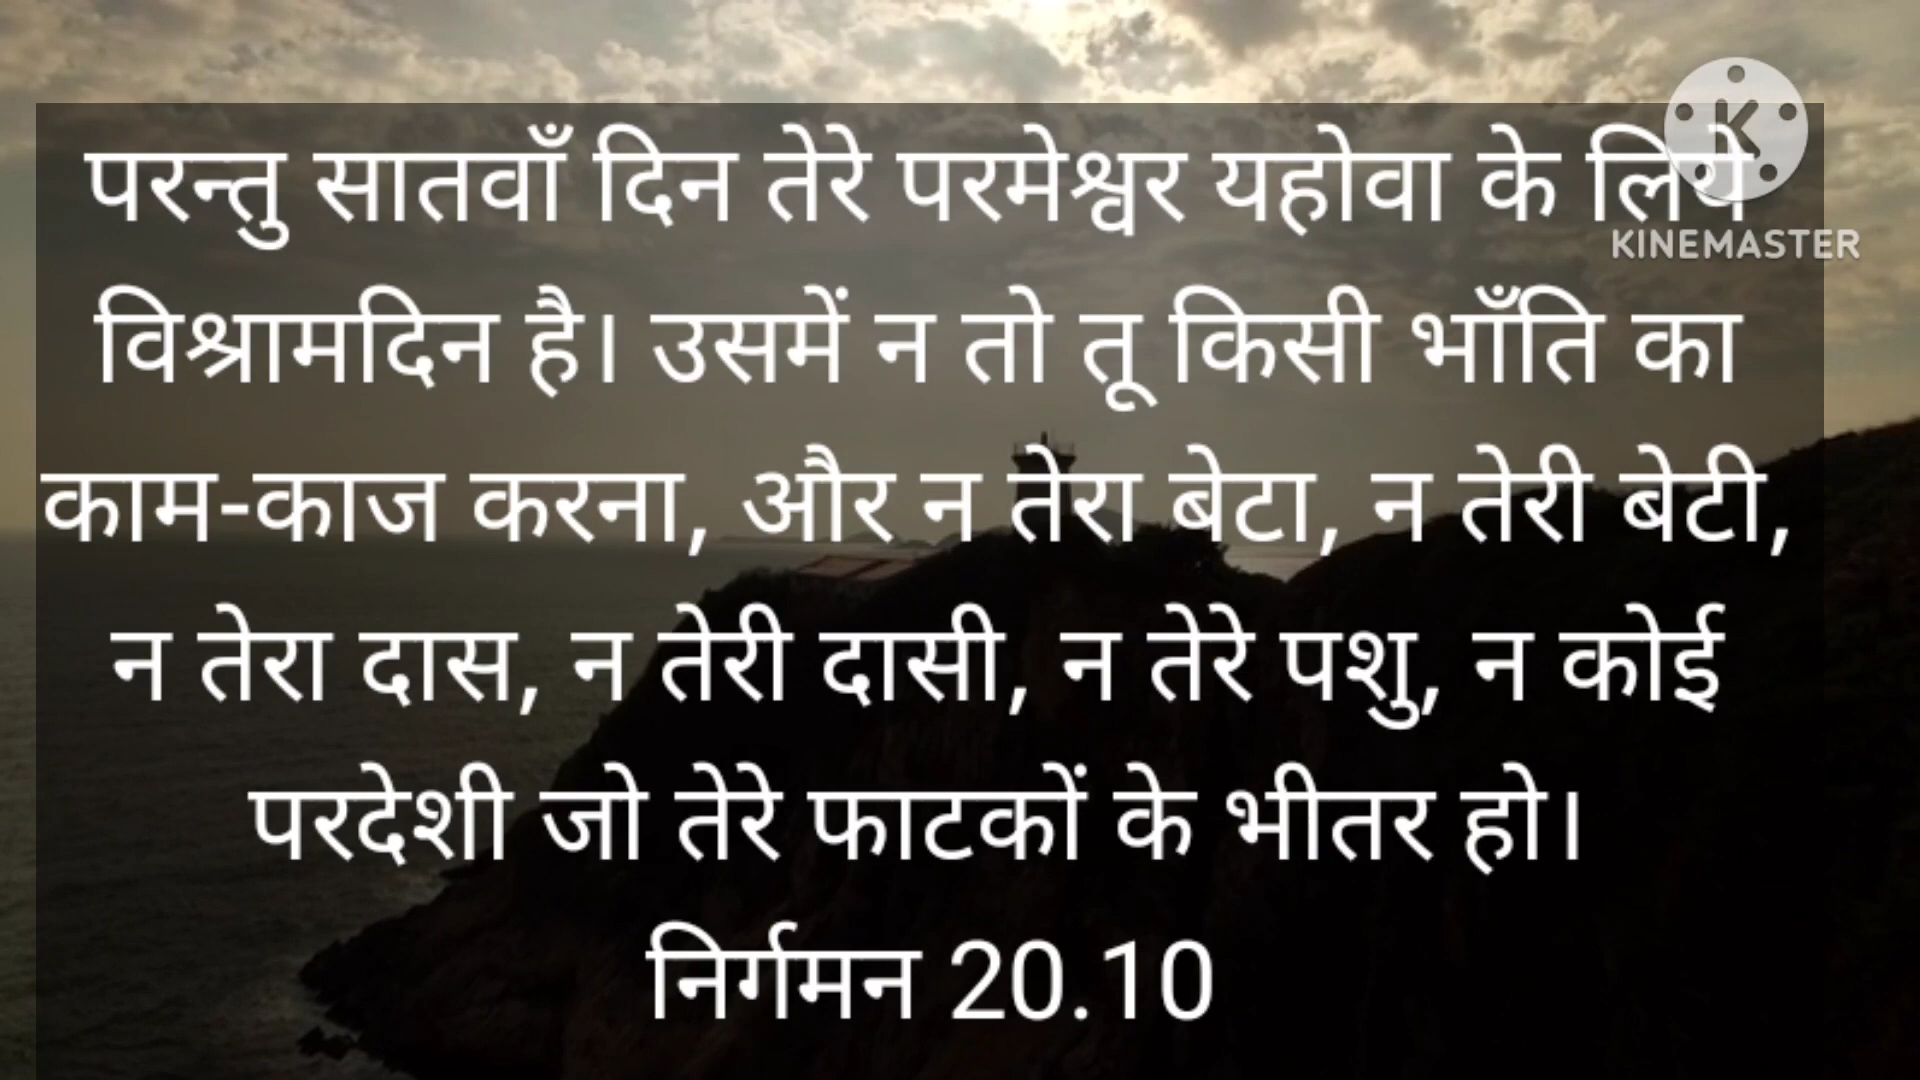 परन्तु सातवाँ दिन तेरे परमेश्वर यहोवा के लिये
KINEMASTER
विश्रामदिन है। उसमें न तो तू किसी भाँति का
काम-काज करना, और न तेरा बेटा, न तेरी बेटी,
न तेरा दास, न तेरी दासी, न तेरे पशु, न कोई
परदेशी जो तेरे फाटकों के भीतर हो।
निर्गमन 20.10